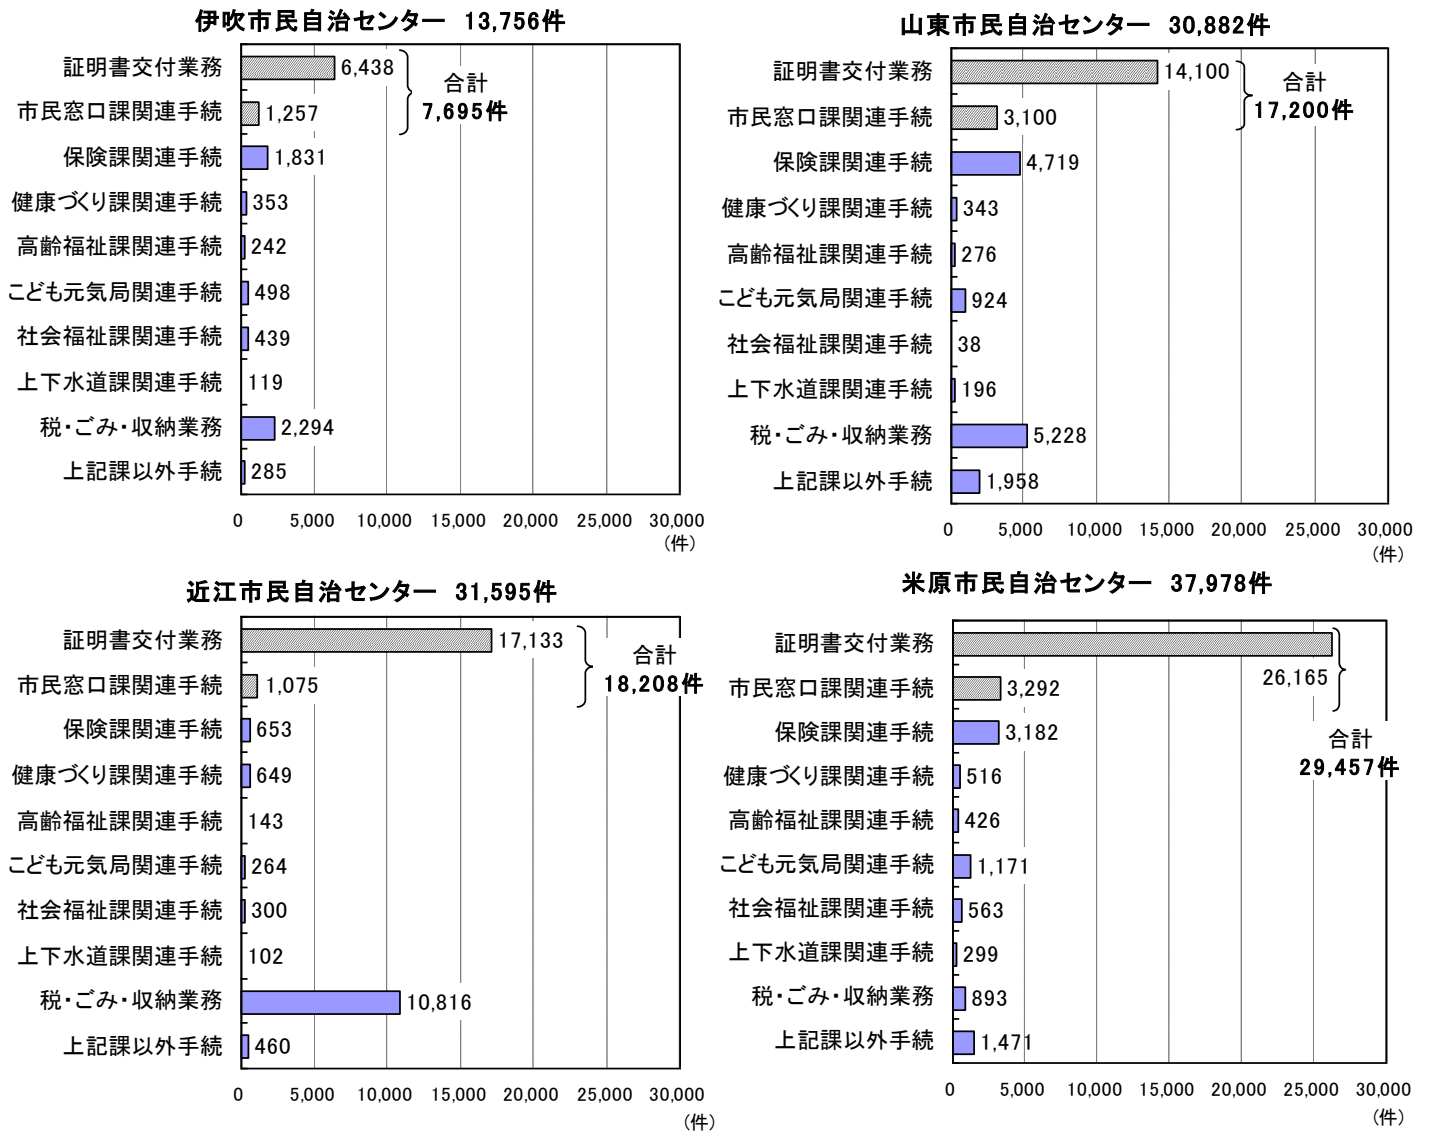 伊吹市民自治センター 13,756件
証明書交付業務 6,438
市民窓口課関連手続 1,257
合計
7,695件
保険課関連手続 1,831
健康づくり課関連手続 353
高齢福祉課関連手続 242
こども元気局関連手続 498
社会福祉課関連手続 439
上下水道課関連手続 119
税・ごみ・収納業務 2,294
上記課以外手続 285
0 5,000 10,000 15,000 20,000 25,000 30,000
(件)
山東市民自治センター 30,882件
証明書交付業務 14,100
市民窓口課関連手続 3,100
合計
17,200件
保険課関連手続 4,719
健康づくり課関連手続 343
高齢福祉課関連手続 276
こども元気局関連手続 924
社会福祉課関連手続 38
上下水道課関連手続 196
税・ごみ・収納業務 5,228
上記課以外手続 1,958
0 5,000 10,000 15,000 20,000 25,000 30,000
(件)
近江市民自治センター 31,595件
証明書交付業務 17,133
市民窓口課関連手続 1,075
合計
18,208件
保険課関連手続 653
健康づくり課関連手続 649
高齢福祉課関連手続 143
こども元気局関連手続 264
社会福祉課関連手続 300
上下水道課関連手続 102
税・ごみ・収納業務 10,816
上記課以外手続 460
0 5,000 10,000 15,000 20,000 25,000 30,000
(件)
米原市民自治センター 37,978件
証明書交付業務 26,165
市民窓口課関連手続 3,292
合計
29,457件
保険課関連手続 3,182
健康づくり課関連手続 516
高齢福祉課関連手続 426
こども元気局関連手続 1,171
社会福祉課関連手続 563
上下水道課関連手続 299
税・ごみ・収納業務 893
上記課以外手続 1,471
0 5,000 10,000 15,000 20,000 25,000 30,000
(件)